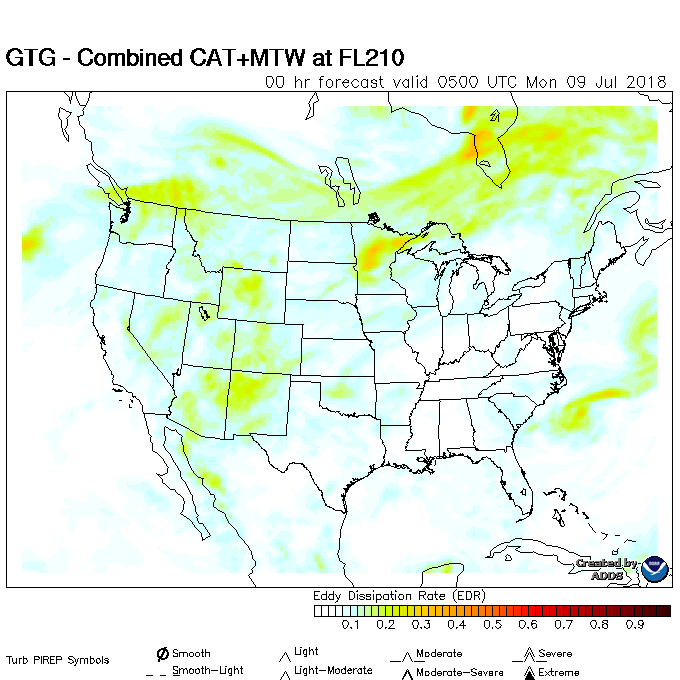 GTG - Combined CAT+MTW at FL210
00 hr forecast valid 0500 UTC Mon 09 Jul 2018
Created by
ADDS
Eddy Dissipation Rate (EDR)
0.1 0.2 0.3 0.4 0.5 0.6 0.7 0.8 0.9
Turb PIREP Symbols
Smooth Light Moderate Severe
Smooth-Light Light-Moderate Moderate-Severe Extreme